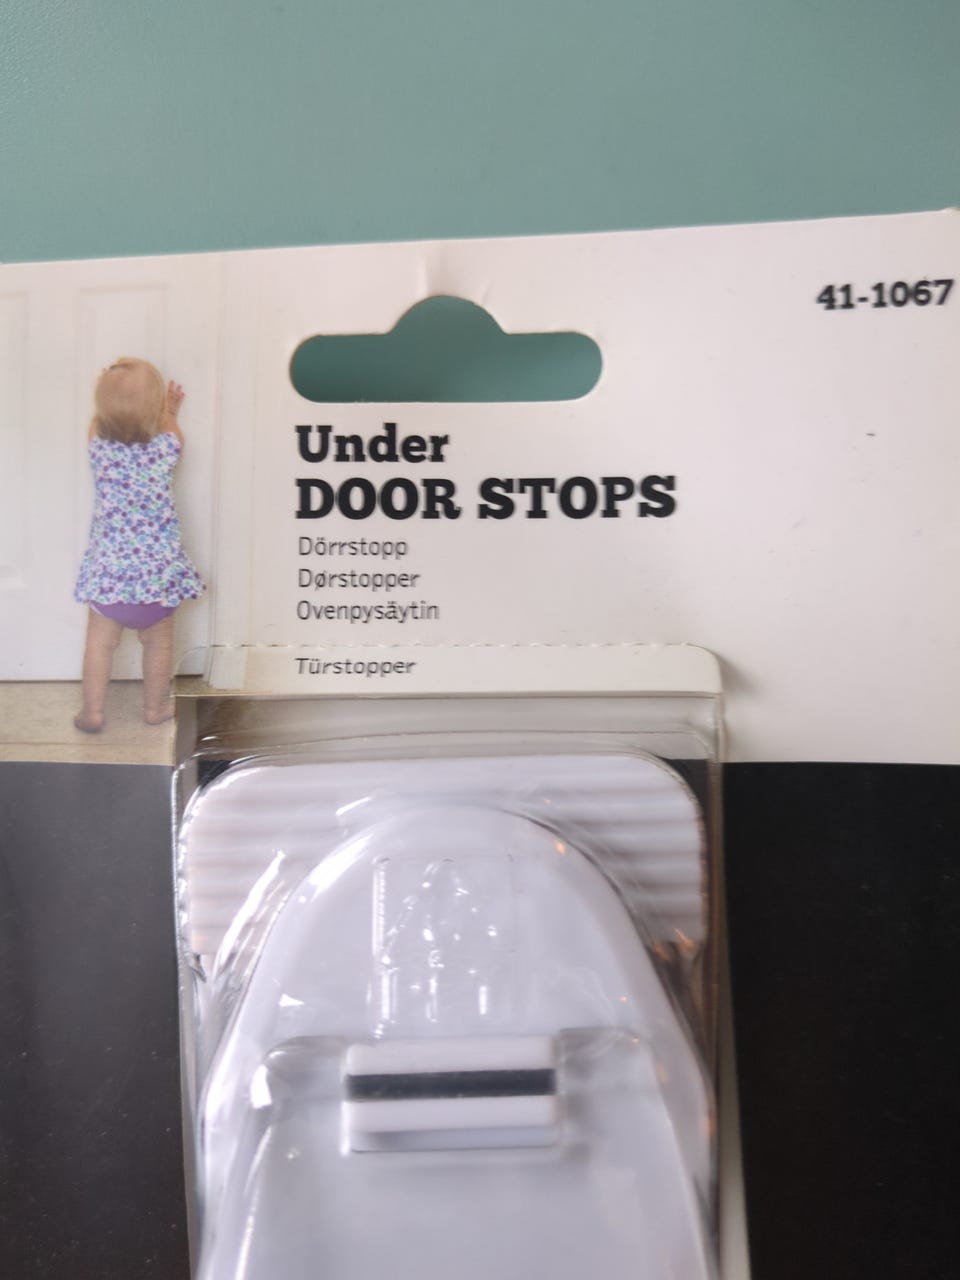 41-1067
Under
DOOR STOPS
Dörrstopp
Dørstopper
Ovenpysäytin
Türstopper